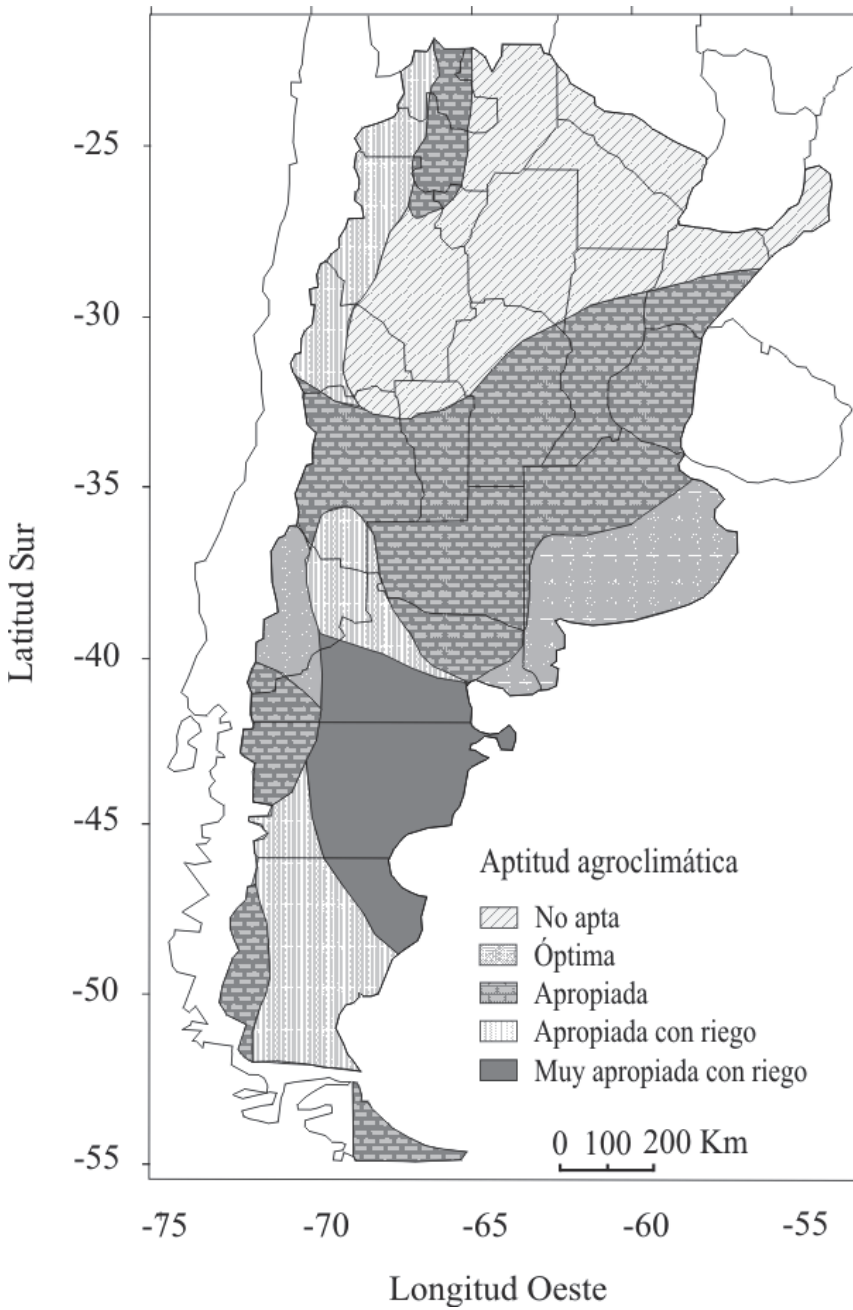 -25
-30
-35
-40
-45
-50
-55
Latitud Sur
Aptitud agroclimática
No apta
Óptima
Apropiada
Apropiada con riego
Muy apropiada con riego
0 100 200 Km
-75 -70 -65 -60 -55
Longitud Oeste